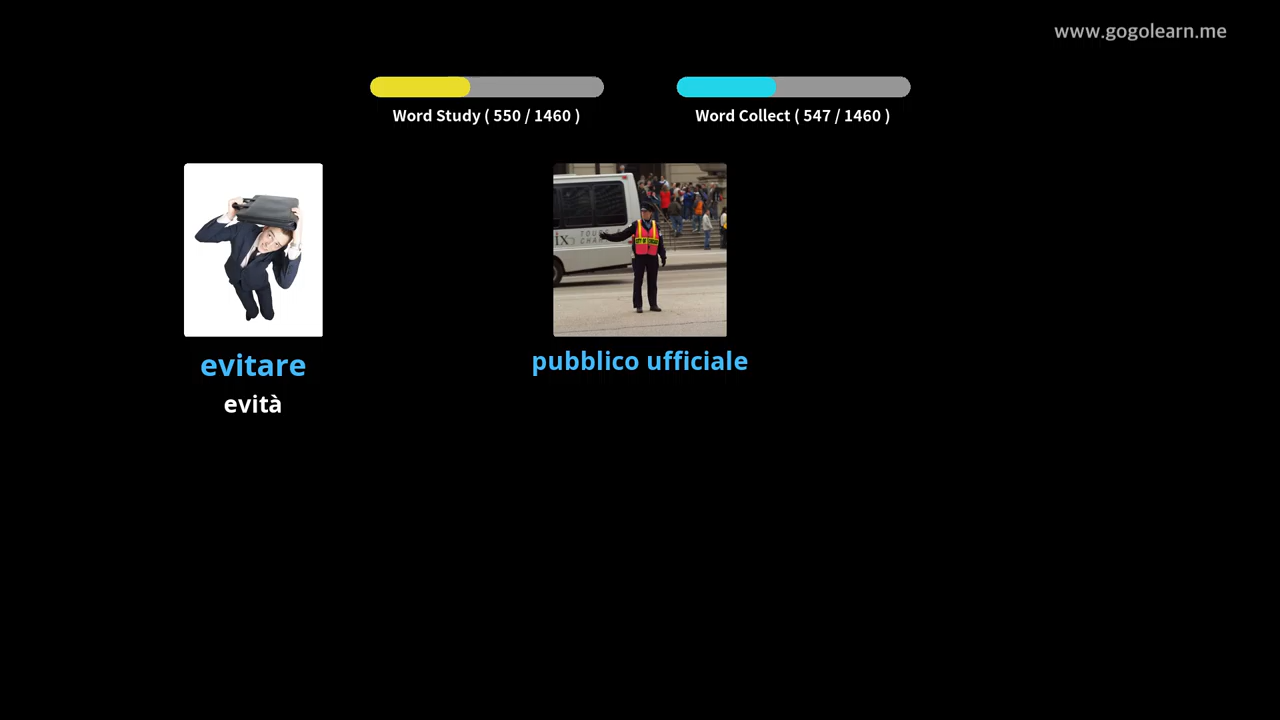 www.gogolearn.me
Word Study ( 550 / 1460 )
Word Collect ( 547 / 1460 )
evitare
evità
pubblico ufficiale